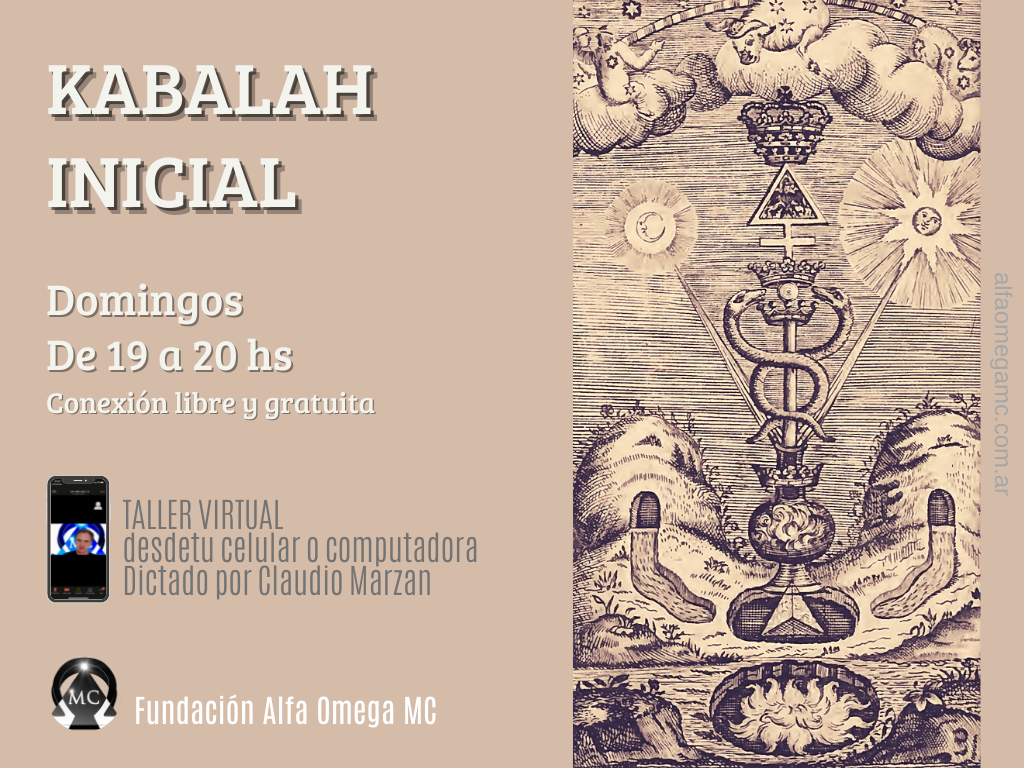 KABALAH
INICIAL
Domingos
De 19 a 20 hs
Conexión libre y gratuita
TALLER VIRTUAL
desdetu celular o computadora
Dictado por Claudio Marzan
MC
Fundación Alfa Omega MC
alfaomegamc.com.ar